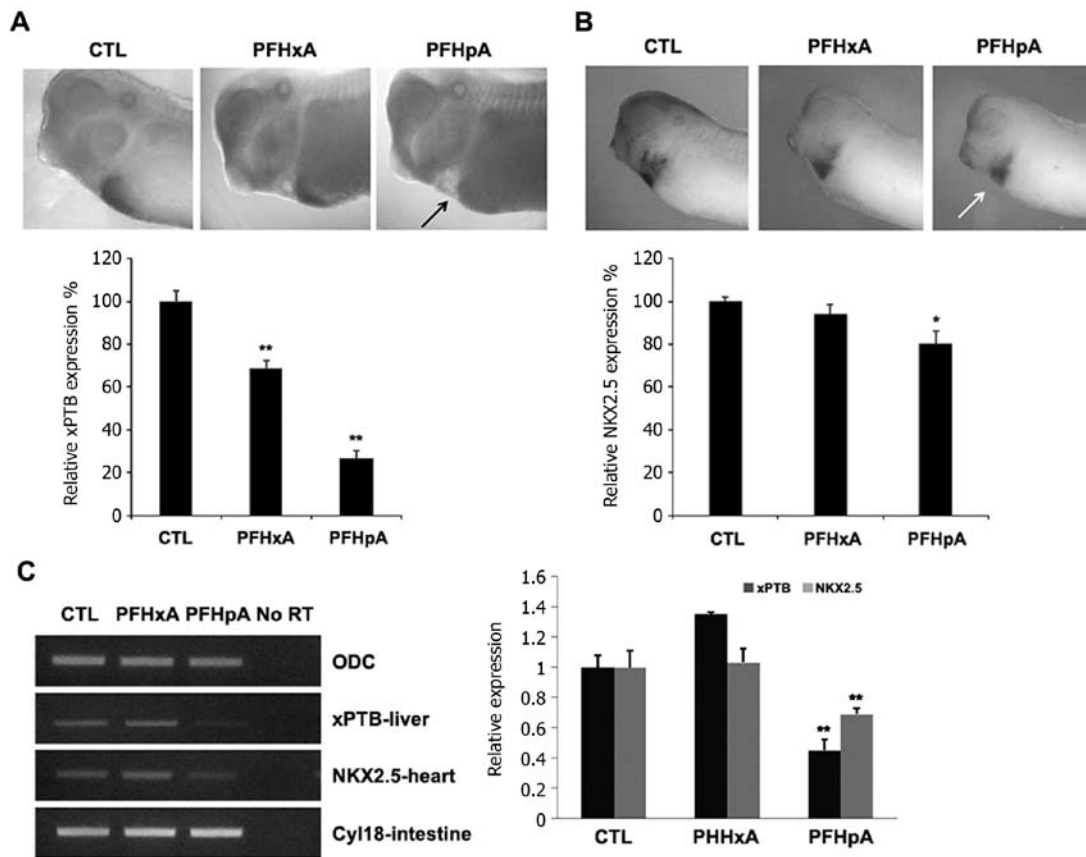 A
CTL PFHxA PFHpA
120
100
80
60
40
20
0
Relative xPTB expression %
**
**
CTL PFHxA PFHpA
B
CTL PFHxA PFHpA
120
100
80
60
40
20
0
Relative NKX2.5 expression %
*
CTL PFHxA PFHpA
C
CTL PFHxA PFHpA No RT
ODC
xPTB-liver
NKX2.5-heart
Cyl18-intestine
1.6
1.4
1.2
1
0.8
0.6
0.4
0.2
0
Relative expression
xPTB NKX2.5
**
**
CTL PHHxA PFHpA